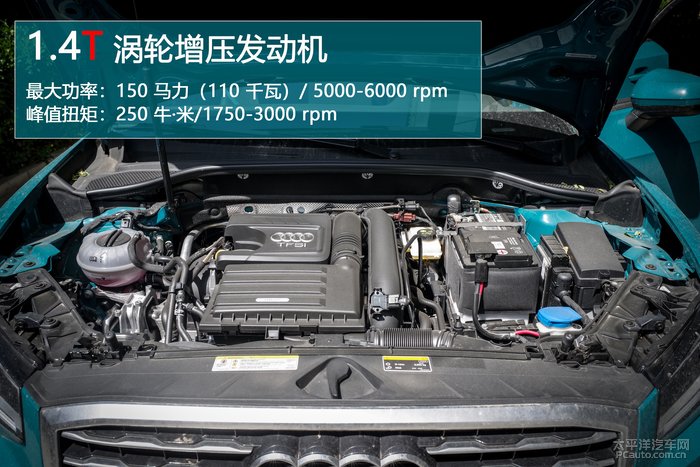 1.4T 涡轮增压发动机
最大功率：150 马力（110 千瓦）/ 5000-6000 rpm
峰值扭矩：250 牛·米/1750-3000 rpm
TFSI
太平洋汽车网
PCauto.com.cn